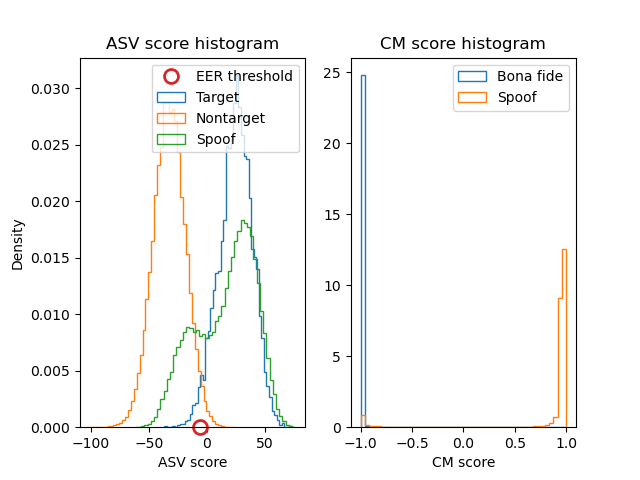 ASV score histogram
EER threshold
Target
Nontarget
Spoof
0.030
0.025
0.020
0.015
0.010
0.005
0.000
Density
−100
−50
0
50
ASV score
CM score histogram
Bona fide
Spoof
25
20
15
10
5
0
−1.0
−0.5
0.0
0.5
1.0
CM score